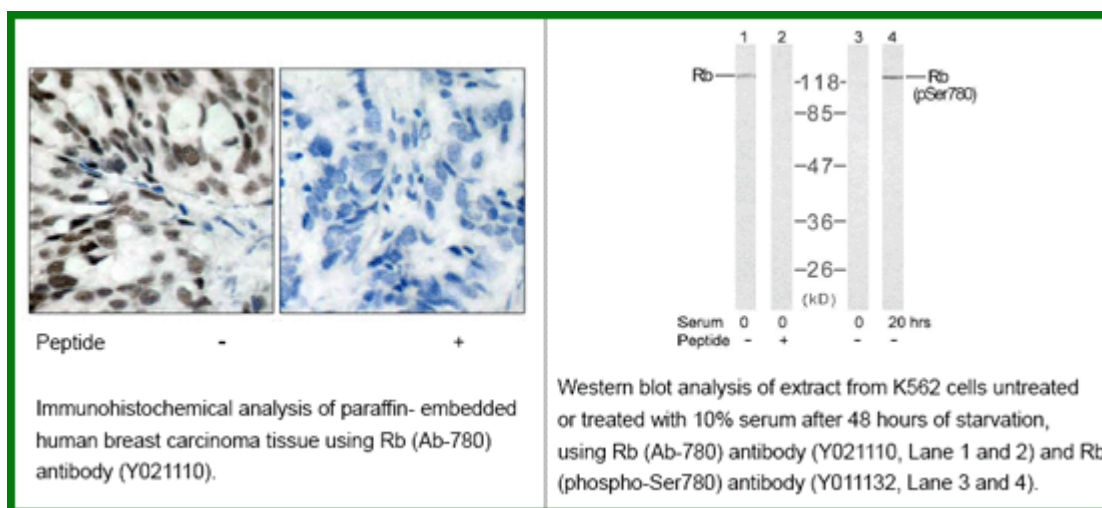 Peptide - +
Immunohistochemical analysis of paraffin- embedded
human breast carcinoma tissue using Rb (Ab-780)
antibody (Y021110).
1 2 3 4
Rb 118 Rb
(pSer780)
85
47
36
26
(kD)
Serum 0 0 0 20 hrs
Peptide - + - -
Western blot analysis of extract from K562 cells untreated
or treated with 10% serum after 48 hours of starvation,
using Rb (Ab-780) antibody (Y021110, Lane 1 and 2) and Rb
(phospho-Ser780) antibody (Y011132, Lane 3 and 4).